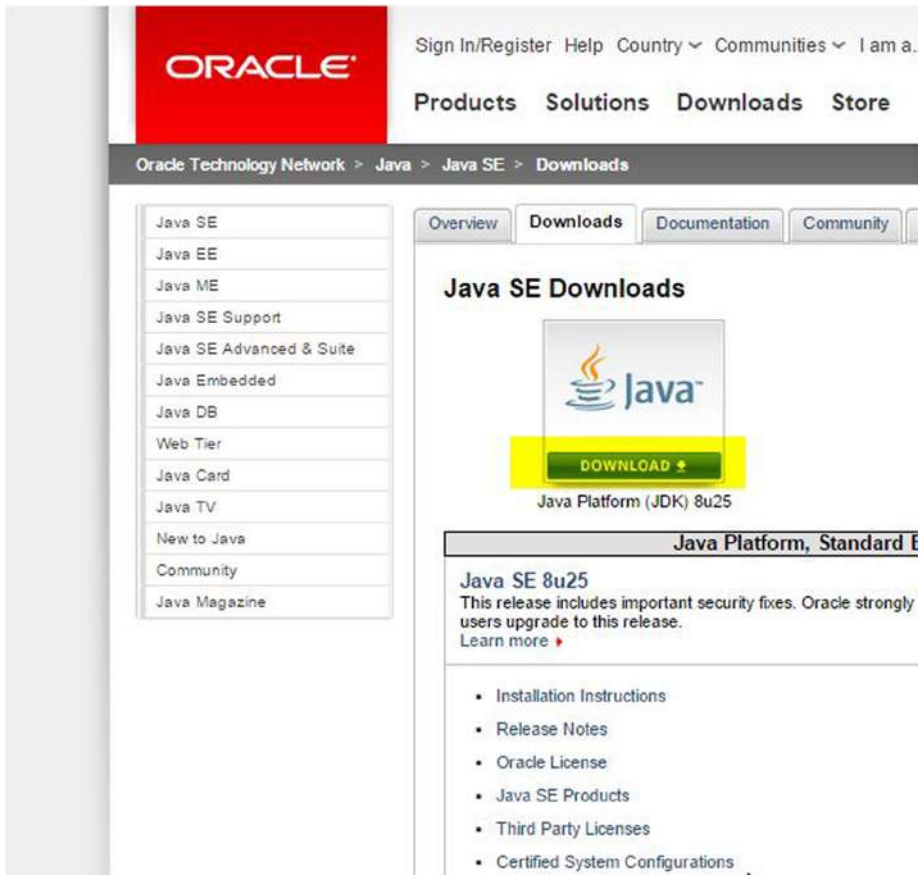 ORACLE
Sign In/Register Help Country Communities I am a.
Products Solutions Downloads Store
Oracle Technology Network > Java > Java SE > Downloads
Java SE
Java EE
Java ME
Java SE Support
Java SE Advanced & Suite
Java Embedded
Java DB
Web Tier
Java Card
Java TV
New to Java
Community
Java Magazine
Overview Downloads Documentation Community
Java SE Downloads
Java
DOWNLOAD
Java Platform (JDK) 8u25
Java Platform, Standard E
Java SE 8u25
This release includes important security fixes. Oracle strongly
users upgrade to this release.
Learn more
• Installation Instructions
• Release Notes
• Oracle License
• Java SE Products
• Third Party Licenses
• Certified System Configurations